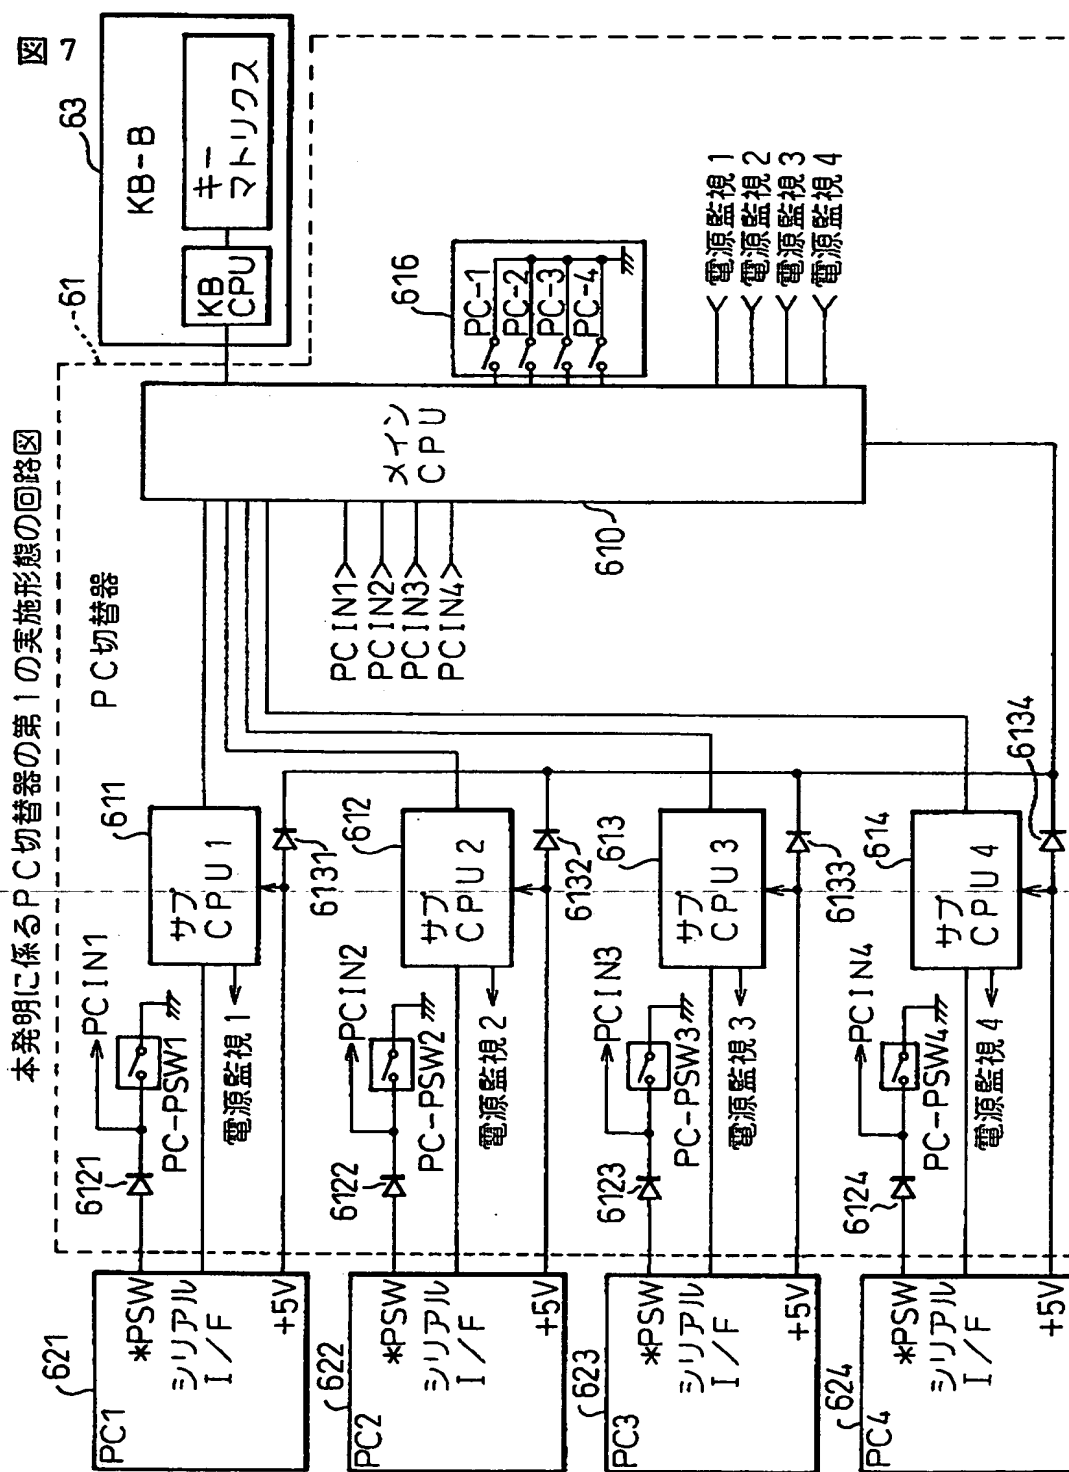 図 7
本発明に係るPC切替器の第1の実施形態の回路図
PC切替器
61
63
KB-B
KB
CPU
キー
マトリクス
メイン
CPU
610
616
PC-1
PC-2
PC-3
PC-4
電源監視1
電源監視2
電源監視3
電源監視4
PCIN1
PCIN2
PCIN3
PCIN4
621
PC1
*PSW
シリアル
I/F
+5V
6121
PCIN1
PC-PSW1
電源監視1
611
サブ
CPU1
6131
622
PC2
*PSW
シリアル
I/F
+5V
6122
PCIN2
PC-PSW2
電源監視2
612
サブ
CPU2
6132
623
PC3
*PSW
シリアル
I/F
+5V
6123
PCIN3
PC-PSW3
電源監視3
613
サブ
CPU3
6133
624
PC4
*PSW
シリアル
I/F
+5V
6124
PCIN4
PC-PSW4
電源監視4
614
サブ
CPU4
6134